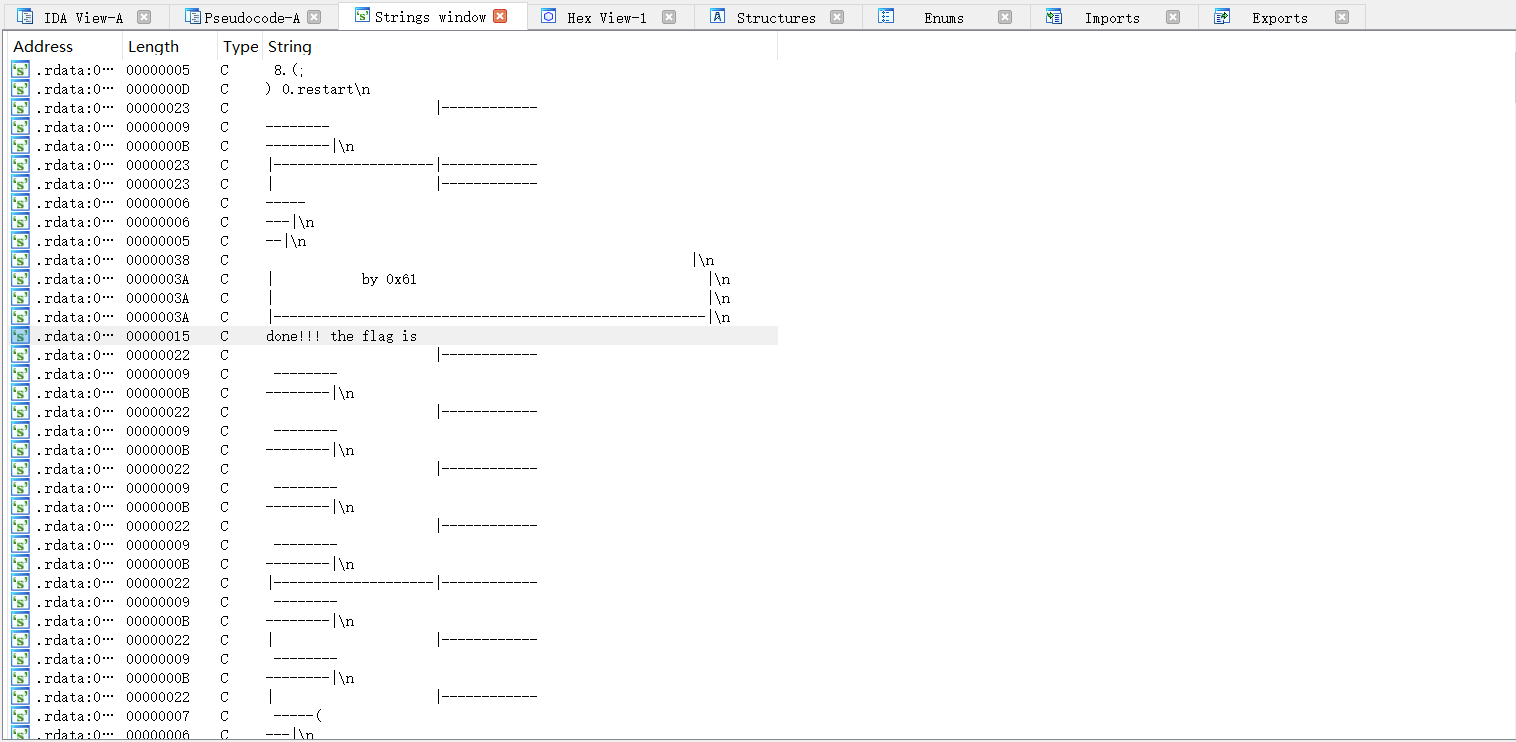 IDA View-A Pseudocode-A Strings window Hex View-1 Structures Enums Imports Exports
Address Length Type String
.rdata:0… 00000005 C  8.(;
.rdata:0… 0000000D C ) 0.restart\n
.rdata:0… 00000023 C                      |------------
.rdata:0… 00000009 C --------
.rdata:0… 0000000B C --------|\n
.rdata:0… 00000023 C |--------------------|------------
.rdata:0… 00000023 C |                    |------------
.rdata:0… 00000006 C -----
.rdata:0… 00000006 C ---|\n
.rdata:0… 00000005 C --|\n
.rdata:0… 00000038 C                                                      |\n
.rdata:0… 0000003A C |           by 0x61                                    |\n
.rdata:0… 0000003A C |                                                      |\n
.rdata:0… 0000003A C |------------------------------------------------------|\n
.rdata:0… 00000015 C done!!! the flag is
.rdata:0… 00000022 C                      |------------
.rdata:0… 00000009 C  --------
.rdata:0… 0000000B C --------|\n
.rdata:0… 00000022 C                      |------------
.rdata:0… 00000009 C  --------
.rdata:0… 0000000B C --------|\n
.rdata:0… 00000022 C                      |------------
.rdata:0… 00000009 C  --------
.rdata:0… 0000000B C --------|\n
.rdata:0… 00000022 C                      |------------
.rdata:0… 00000009 C  --------
.rdata:0… 0000000B C --------|\n
.rdata:0… 00000022 C |--------------------|------------
.rdata:0… 00000009 C  --------
.rdata:0… 0000000B C --------|\n
.rdata:0… 00000022 C |                    |------------
.rdata:0… 00000009 C  --------
.rdata:0… 0000000B C --------|\n
.rdata:0… 00000022 C |                    |------------
.rdata:0… 00000007 C  -----(
.rdata:0… 00000006 C ---|\n